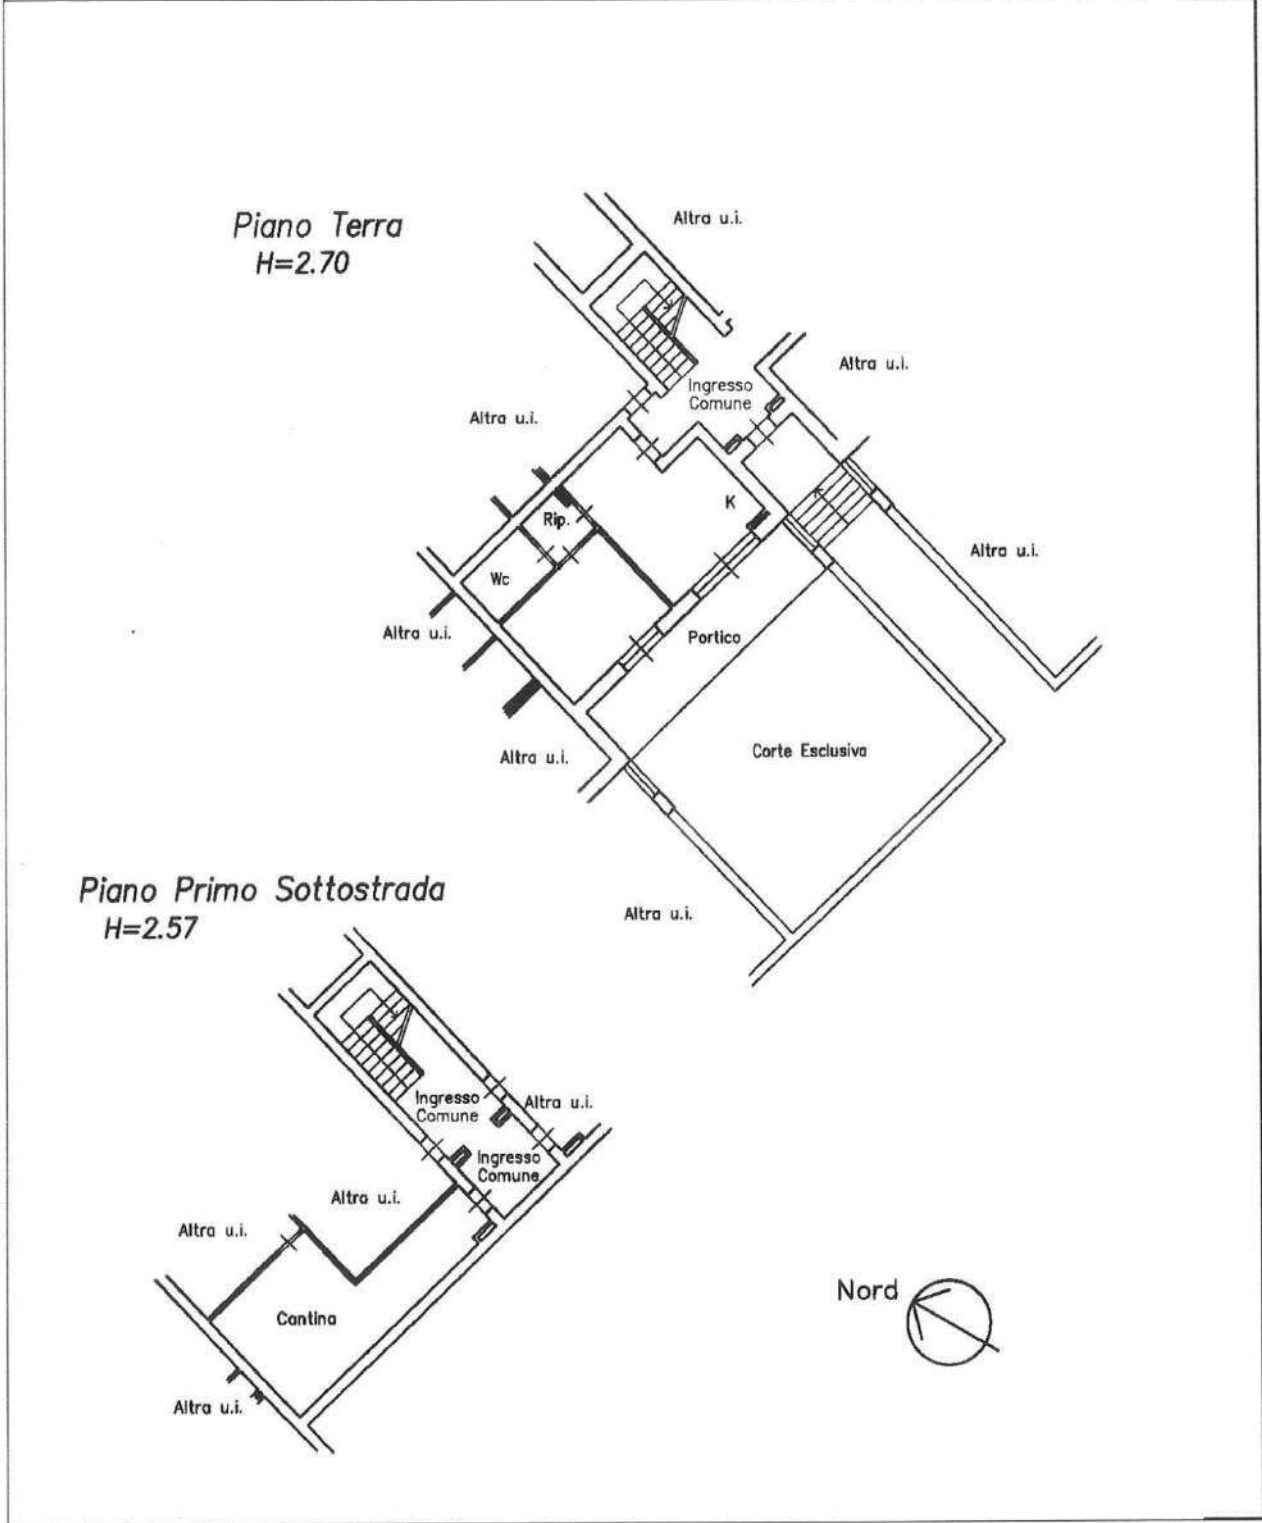 Piano Terra
H=2.70
Altra u.i.
Altra u.i.
Ingresso
Comune
Altra u.i.
K
Rip.
Altra u.i.
Wc
Altra u.i.
Portico
Altra u.i.
Corte Esclusiva
Altra u.i.
Piano Primo Sottostrada
H=2.57
Ingresso
Comune
Altra u.i.
Ingresso
Comune
Altra u.i.
Altra u.i.
Cantina
Altra u.i.
Nord